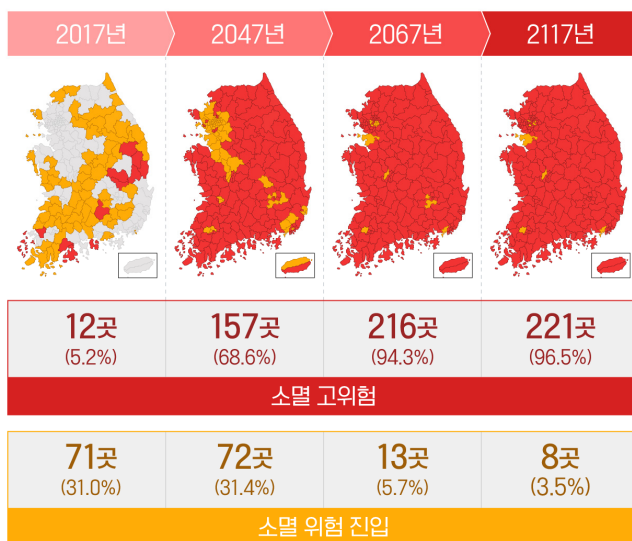 2017년 2047년 2067년 2117년
12곳 157곳 216곳 221곳
(5.2%) (68.6%) (94.3%) (96.5%)
소멸 고위험
71곳 72곳 13곳 8곳
(31.0%) (31.4%) (5.7%) (3.5%)
소멸 위험 진입